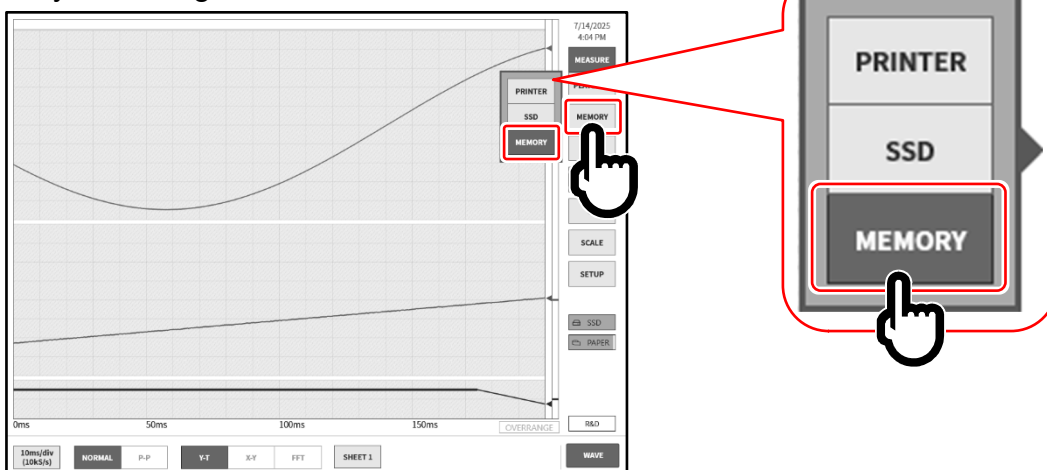 7/14/2025
4:04 PM
MEASURE
PRINTER
SSD
MEMORY
MEMORY
SCALE
SETUP
SSD
PAPER
0ms
50ms
100ms
150ms
OVERRANGE
R&D
10ms/div
(10kS/s)
NORMAL
P-P
Y-T
X-Y
FFT
SHEET 1
WAVE
PRINTER
SSD
MEMORY